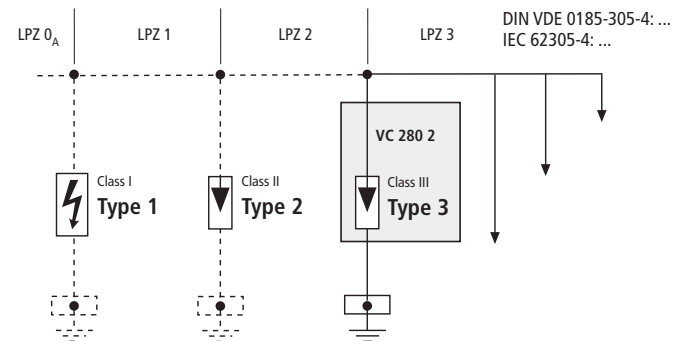 LPZ 0A LPZ 1 LPZ 2 LPZ 3
DIN VDE 0185-305-4: ...
IEC 62305-4: ...
VC 280 2
Class I
Type 1
Class II
Type 2
Class III
Type 3